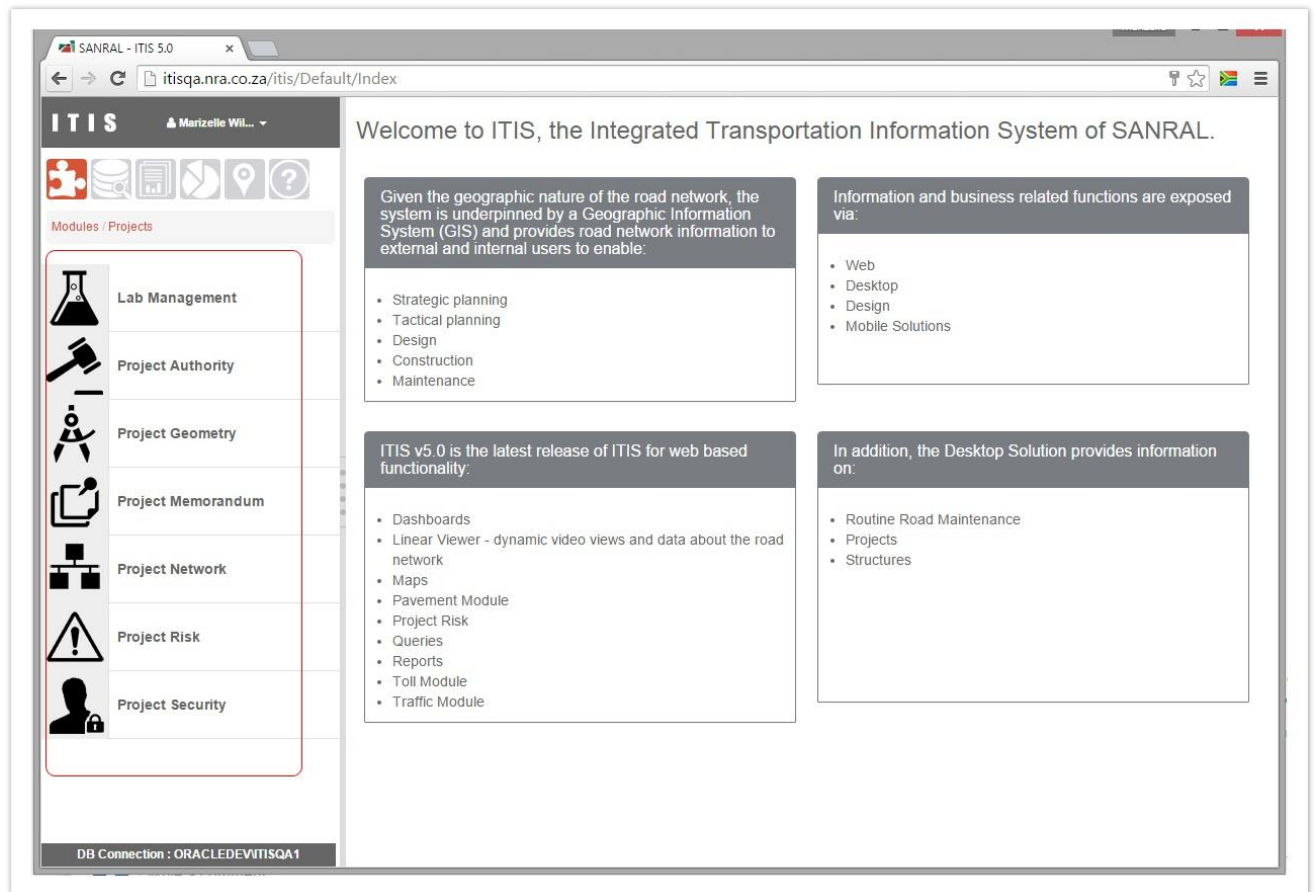 SANRAL - ITIS 5.0
itisqa.nra.co.za/itis/Default/Index
ITIS
Marizelle Wil...
Modules / Projects
Lab Management
Project Authority
Project Geometry
Project Memorandum
Project Network
Project Risk
Project Security
DB Connection : ORACLEDEV\ITISQA1
Welcome to ITIS, the Integrated Transportation Information System of SANRAL.
Given the geographic nature of the road network, the
system is underpinned by a Geographic Information
System (GIS) and provides road network information to
external and internal users to enable:
• Strategic planning
• Tactical planning
• Design
• Construction
• Maintenance
Information and business related functions are exposed
via:
• Web
• Desktop
• Design
• Mobile Solutions
ITIS v5.0 is the latest release of ITIS for web based
functionality:
• Dashboards
• Linear Viewer - dynamic video views and data about the road
network
• Maps
• Pavement Module
• Project Risk
• Queries
• Reports
• Toll Module
• Traffic Module
In addition, the Desktop Solution provides information
on:
• Routine Road Maintenance
• Projects
• Structures